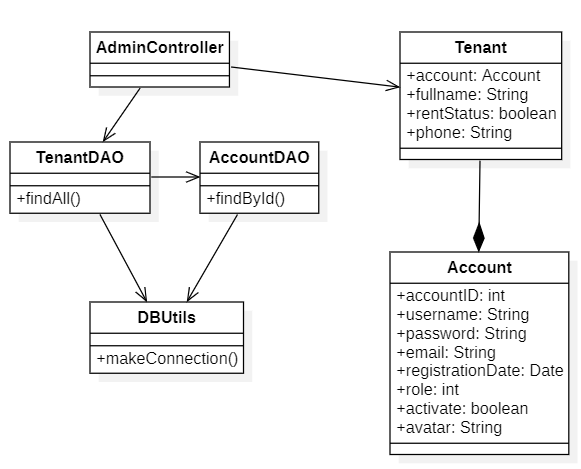 AdminController
Tenant
+account: Account
+fullname: String
+rentStatus: boolean
+phone: String
TenantDAO
+findAll()
AccountDAO
+findById()
DBUtils
+makeConnection()
Account
+accountID: int
+username: String
+password: String
+email: String
+registrationDate: Date
+role: int
+activate: boolean
+avatar: String